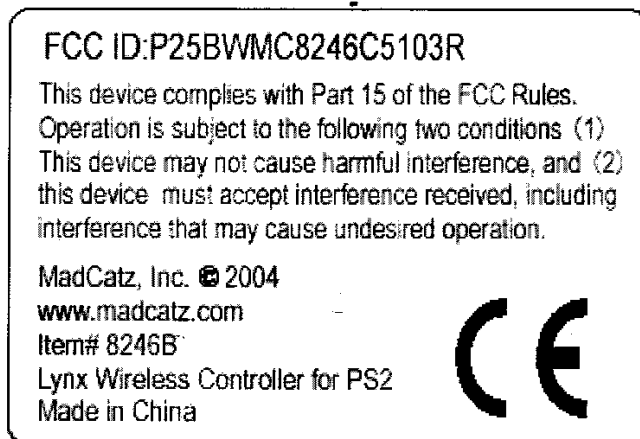 FCC ID:P25BWMC8246C5103R
This device complies with Part 15 of the FCC Rules.
Operation is subject to the following two conditions (1)
This device may not cause harmful interference, and (2)
this device must accept interference received, including
interference that may cause undesired operation.
MadCatz, Inc. © 2004
www.madcatz.com
Item# 8246B
Lynx Wireless Controller for PS2
Made in China
CE